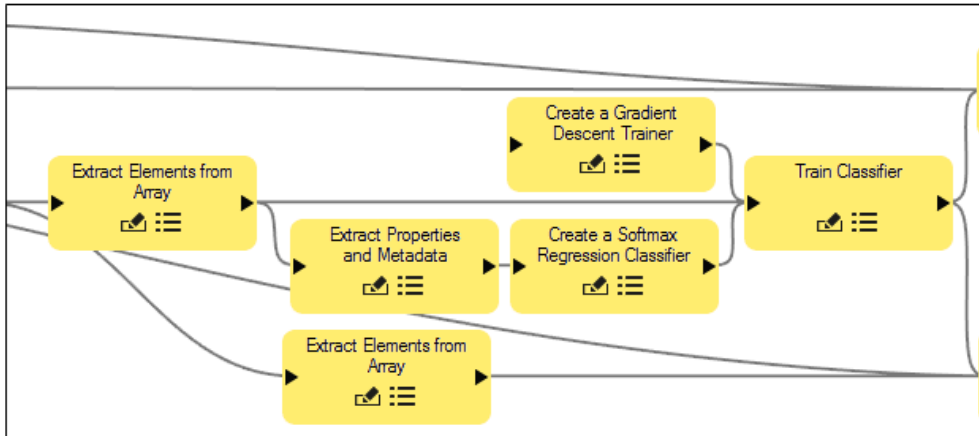 Create a Gradient
Descent Trainer
Extract Elements from
Array
Train Classifier
Extract Properties
and Metadata
Create a Softmax
Regression Classifier
Extract Elements from
Array